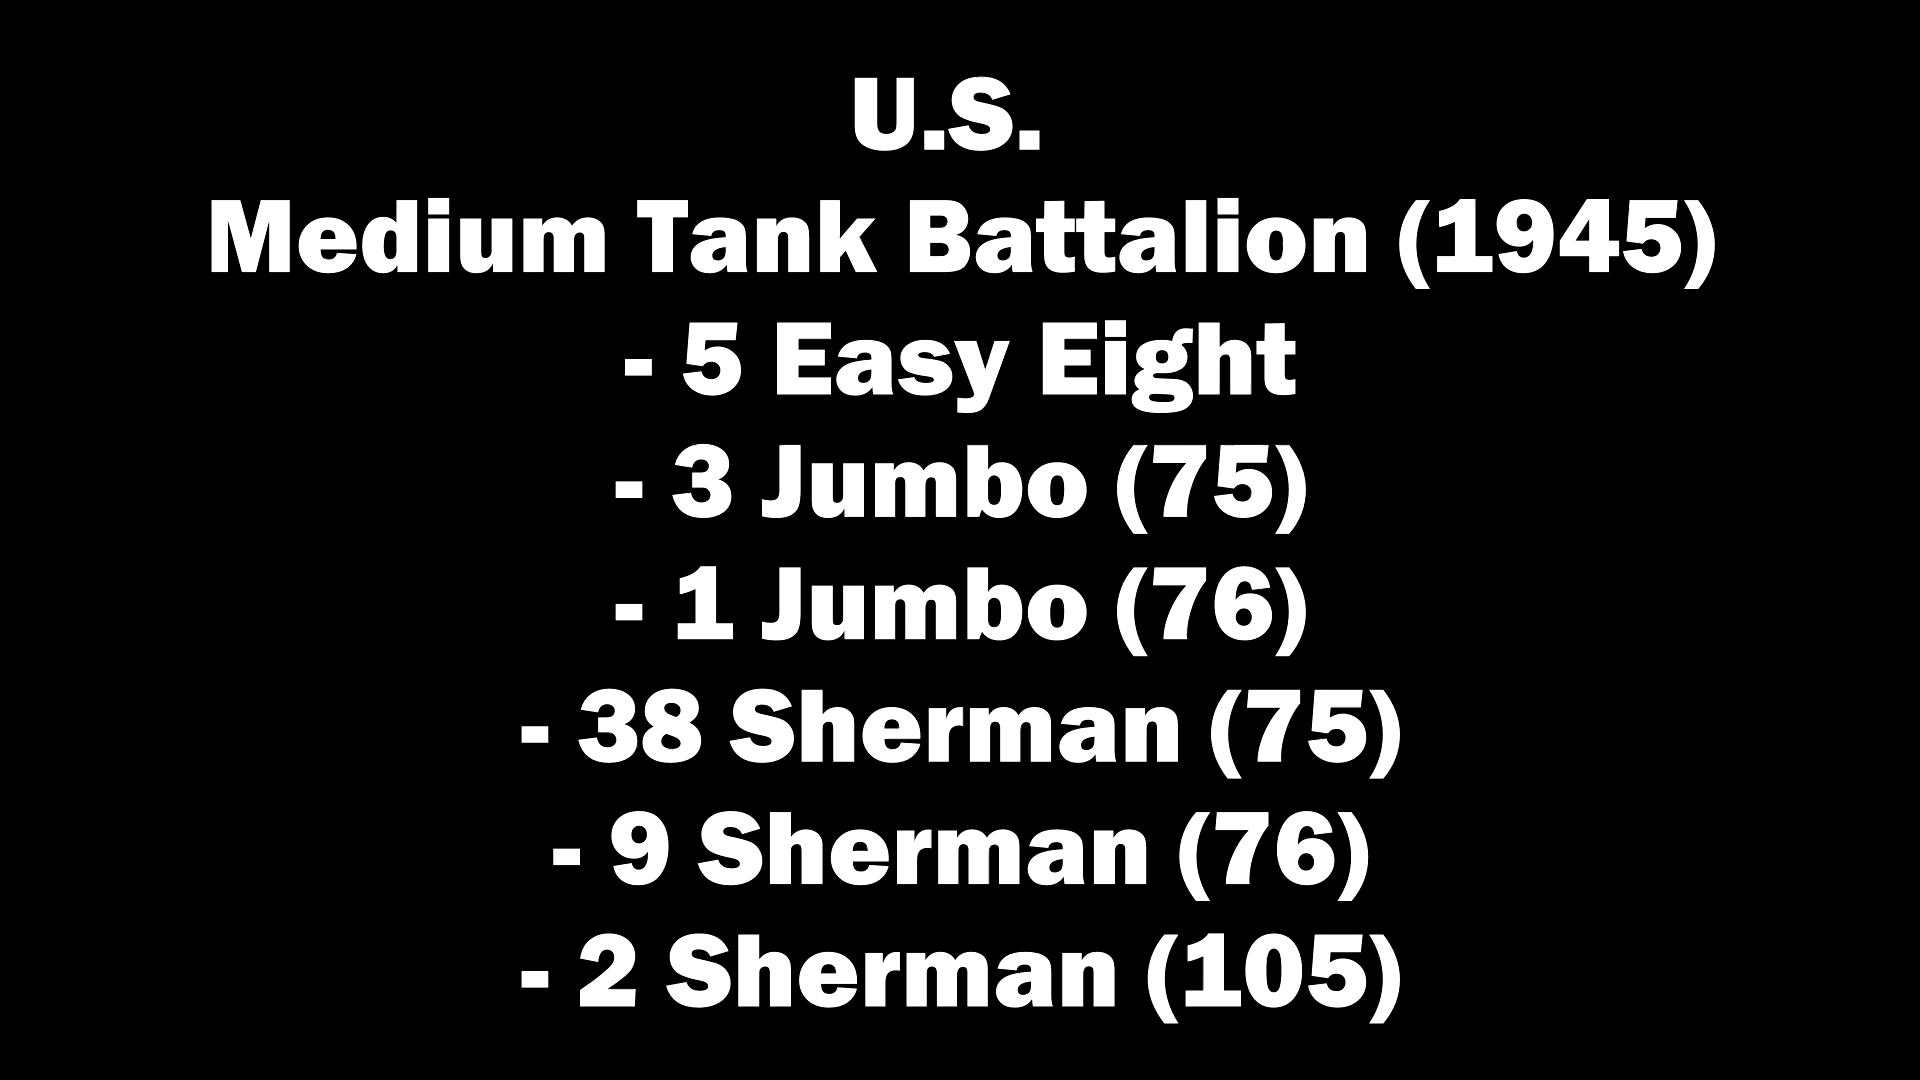 U.S.
Medium Tank Battalion (1945)
- 5 Easy Eight
- 3 Jumbo (75)
- 1 Jumbo (76)
- 38 Sherman (75)
- 9 Sherman (76)
- 2 Sherman (105)